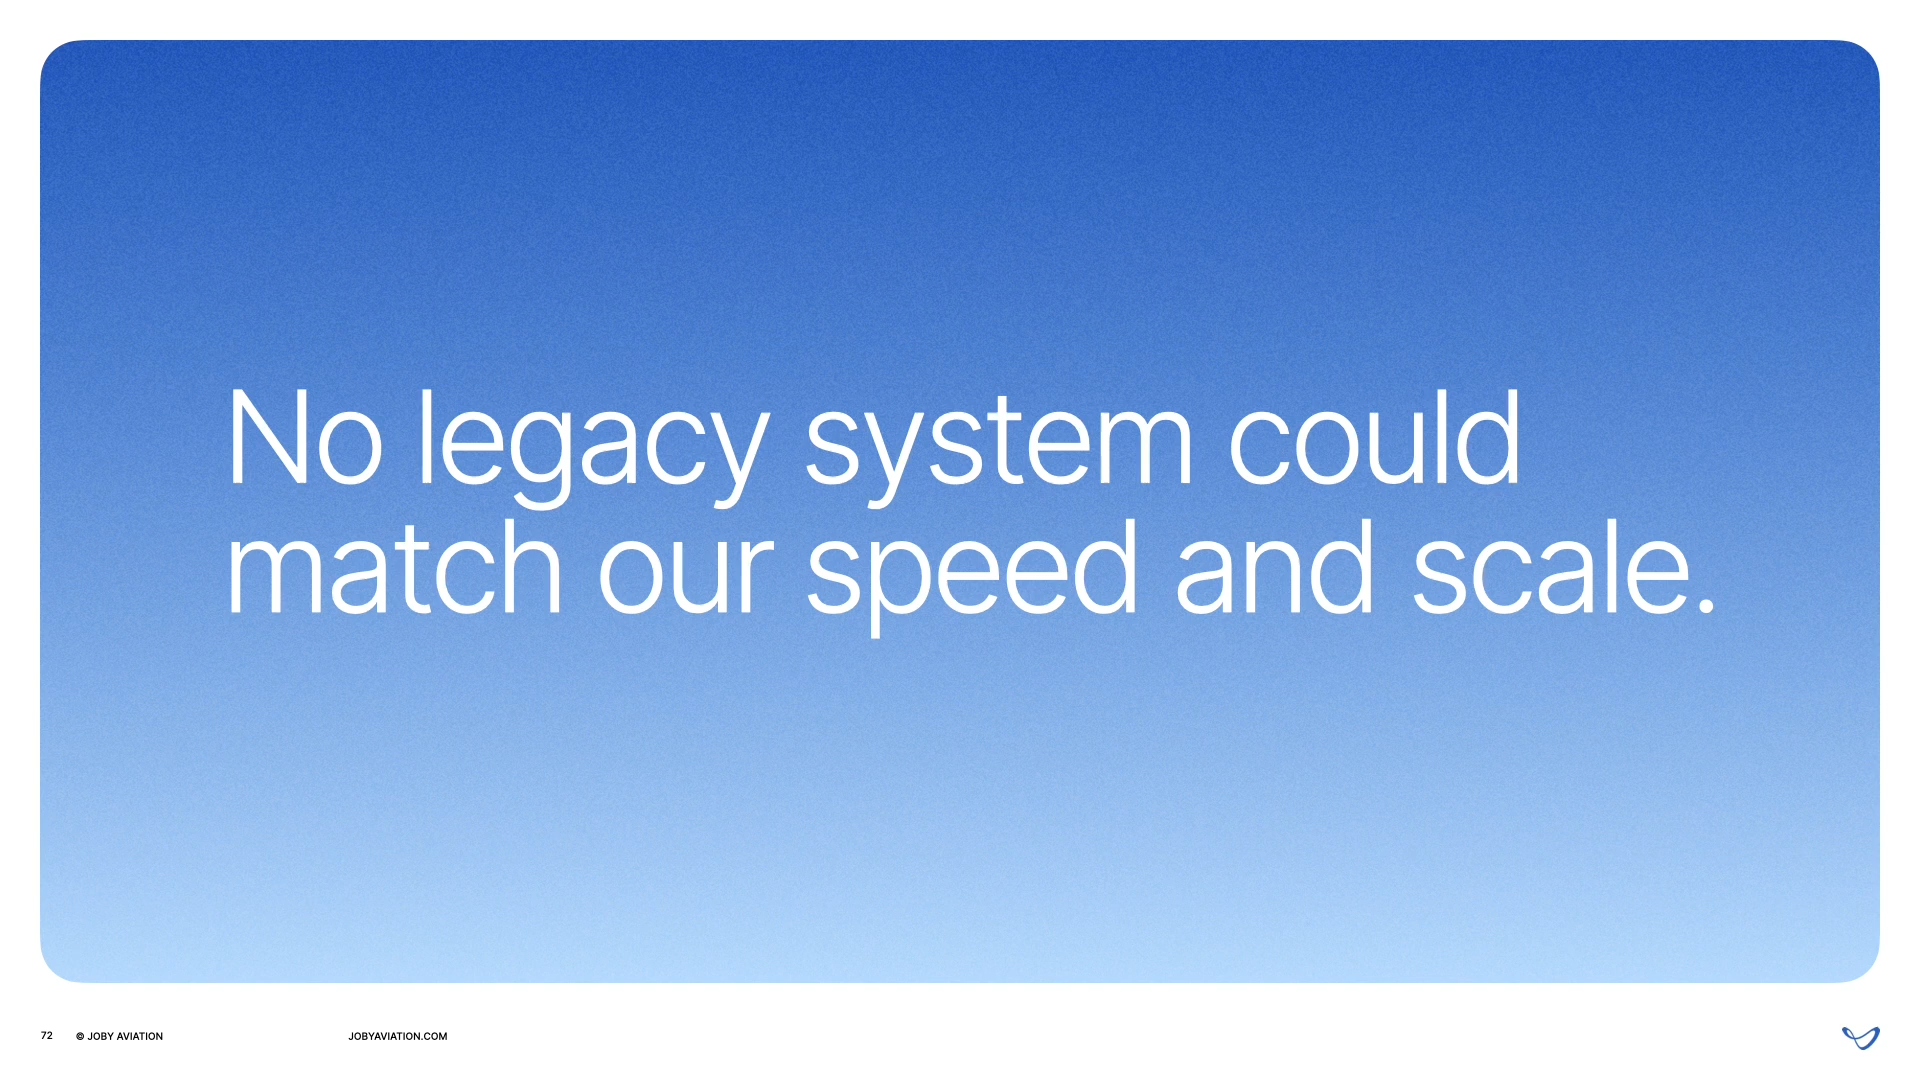 No legacy system could
match our speed and scale.
72 © JOBY AVIATION JOBYAVIATION.COM